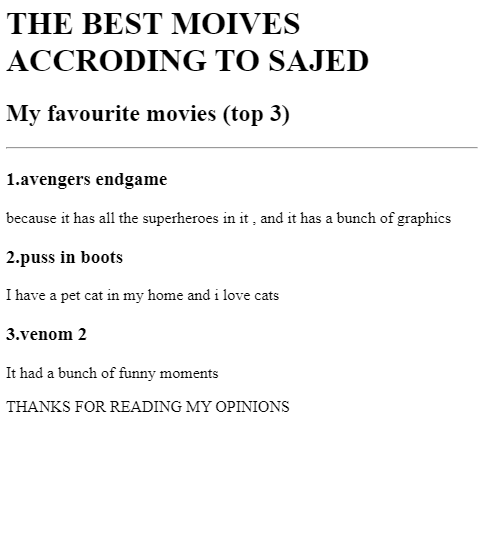 THE BEST MOIVES
ACCRODING TO SAJED
My favourite movies (top 3)
1.avengers endgame
because it has all the superheroes in it , and it has a bunch of graphics
2.puss in boots
I have a pet cat in my home and i love cats
3.venom 2
It had a bunch of funny moments
THANKS FOR READING MY OPINIONS